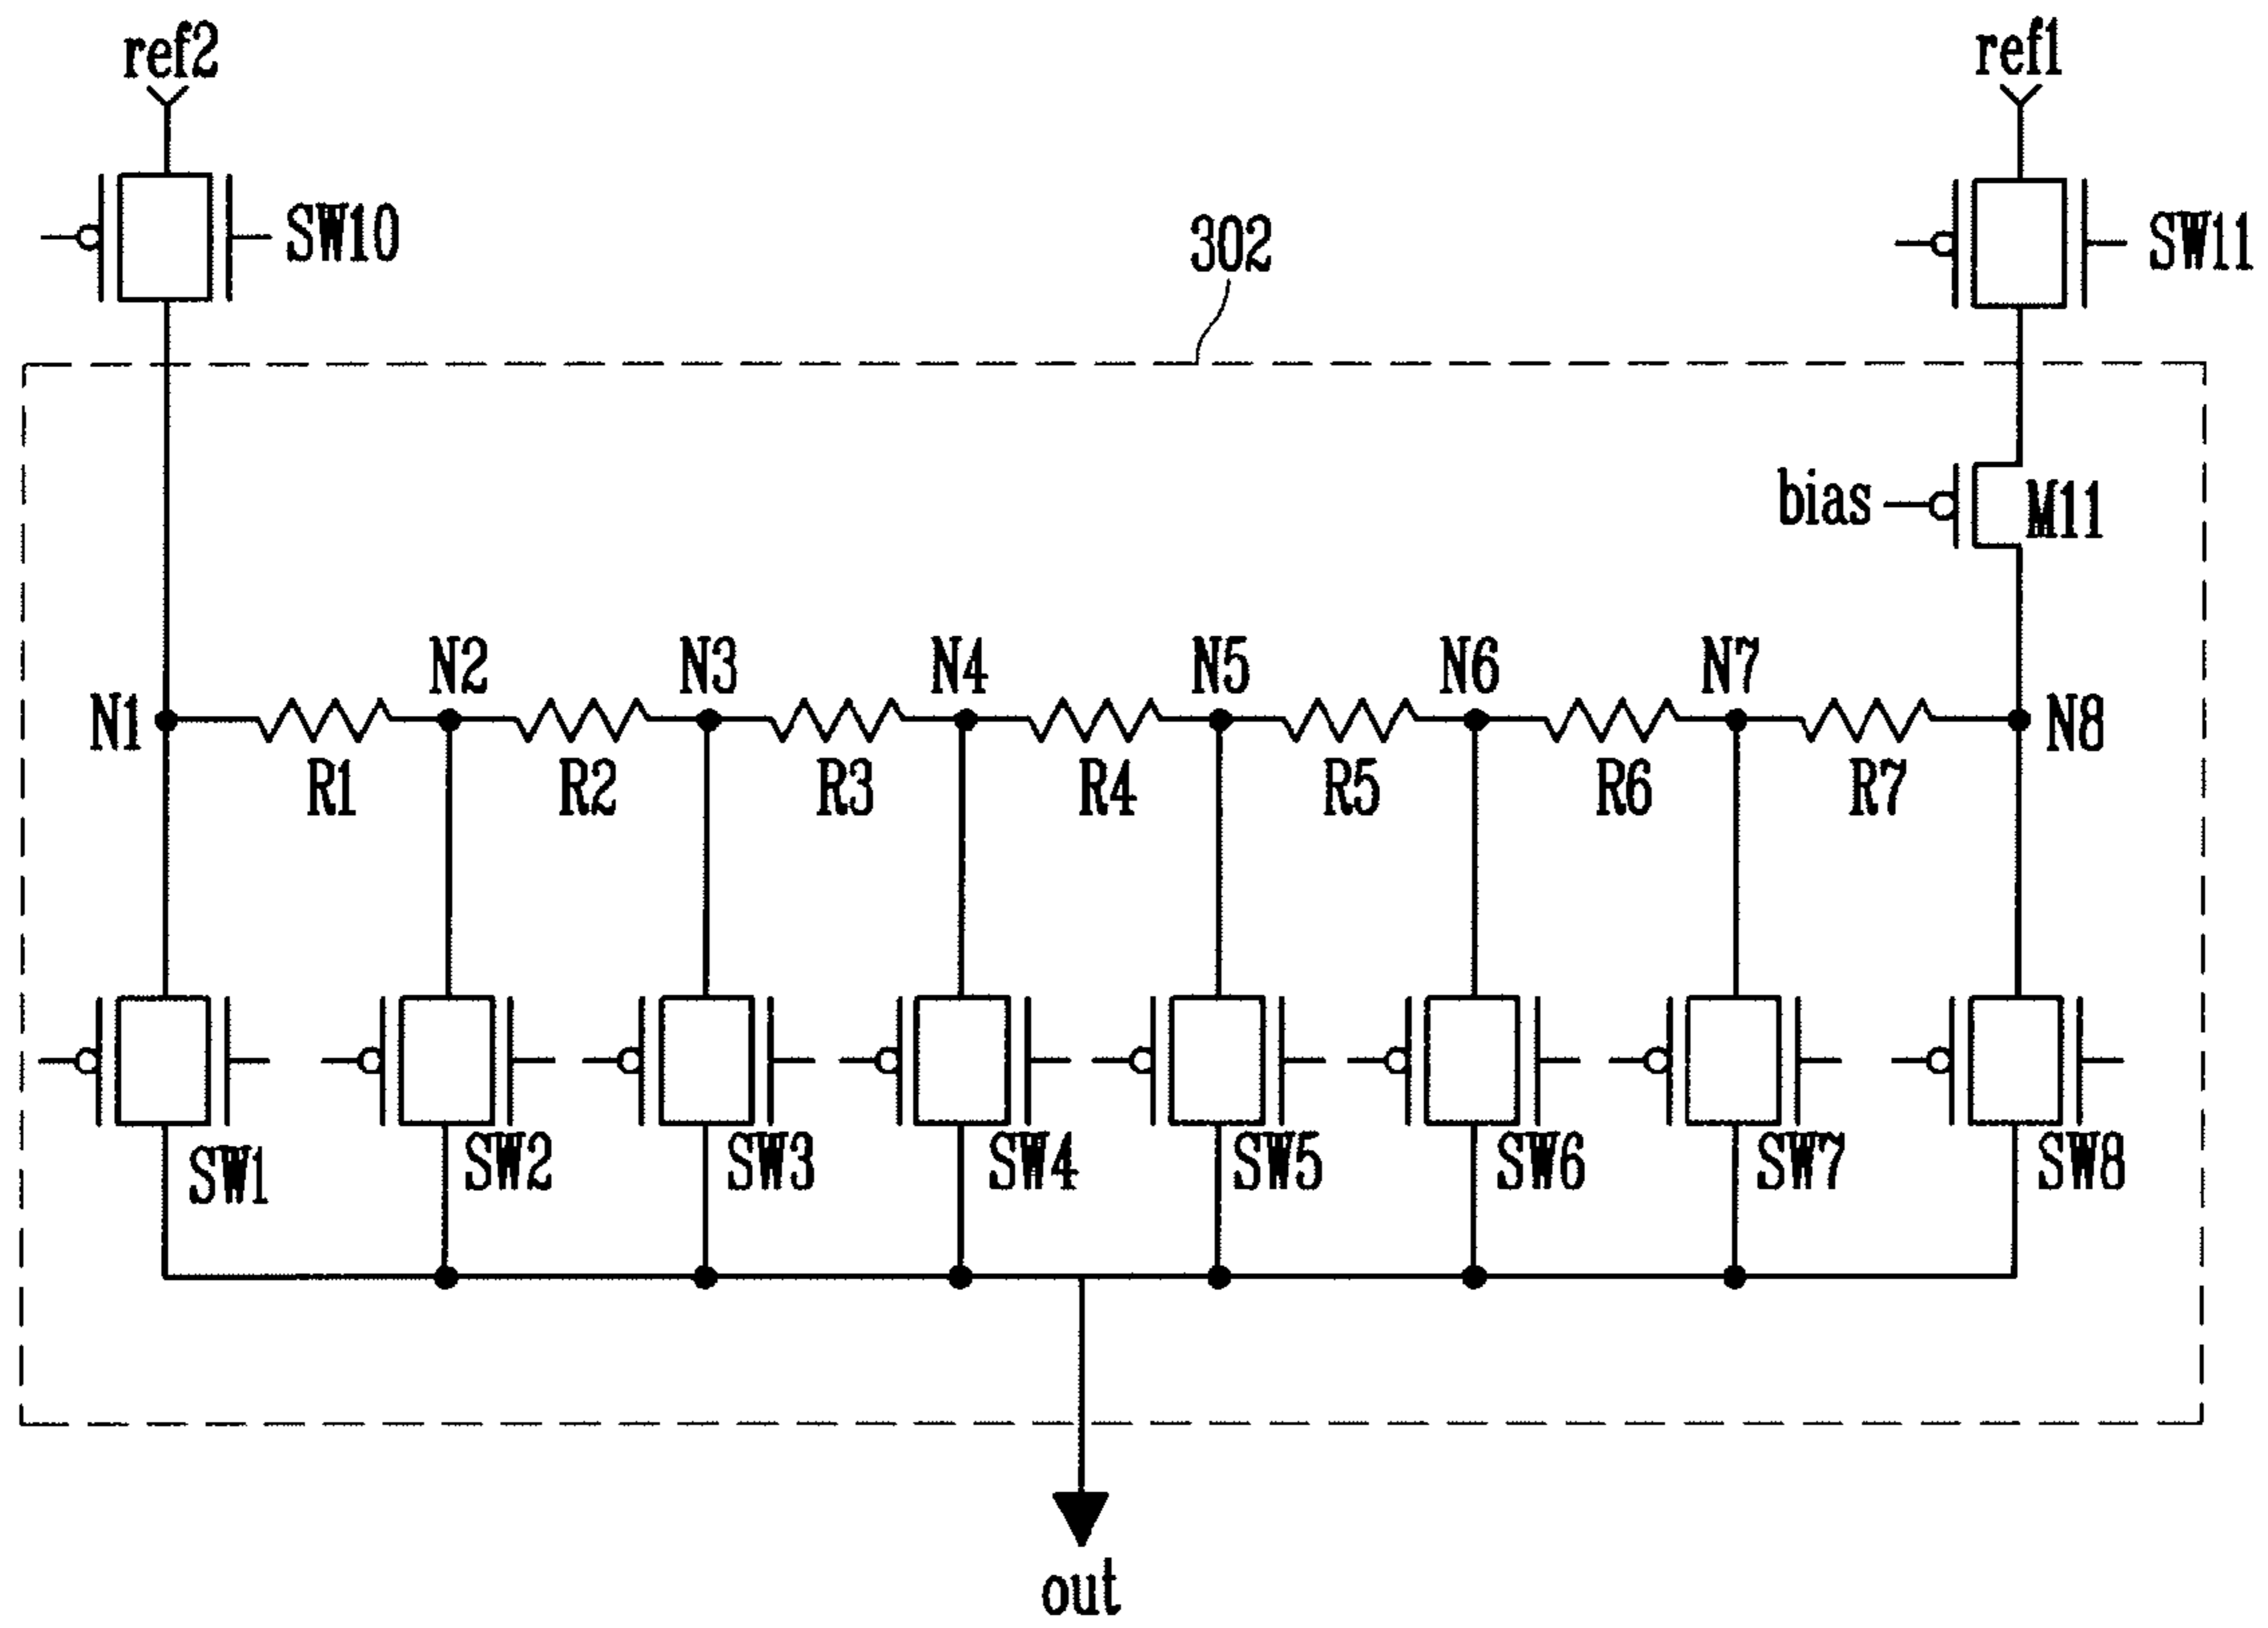 ref2
ref1
SW10
302
SW11
bias
M11
N1
N2
N3
N4
N5
N6
N7
N8
R1
R2
R3
R4
R5
R6
R7
SW1
SW2
SW3
SW4
SW5
SW6
SW7
SW8
out